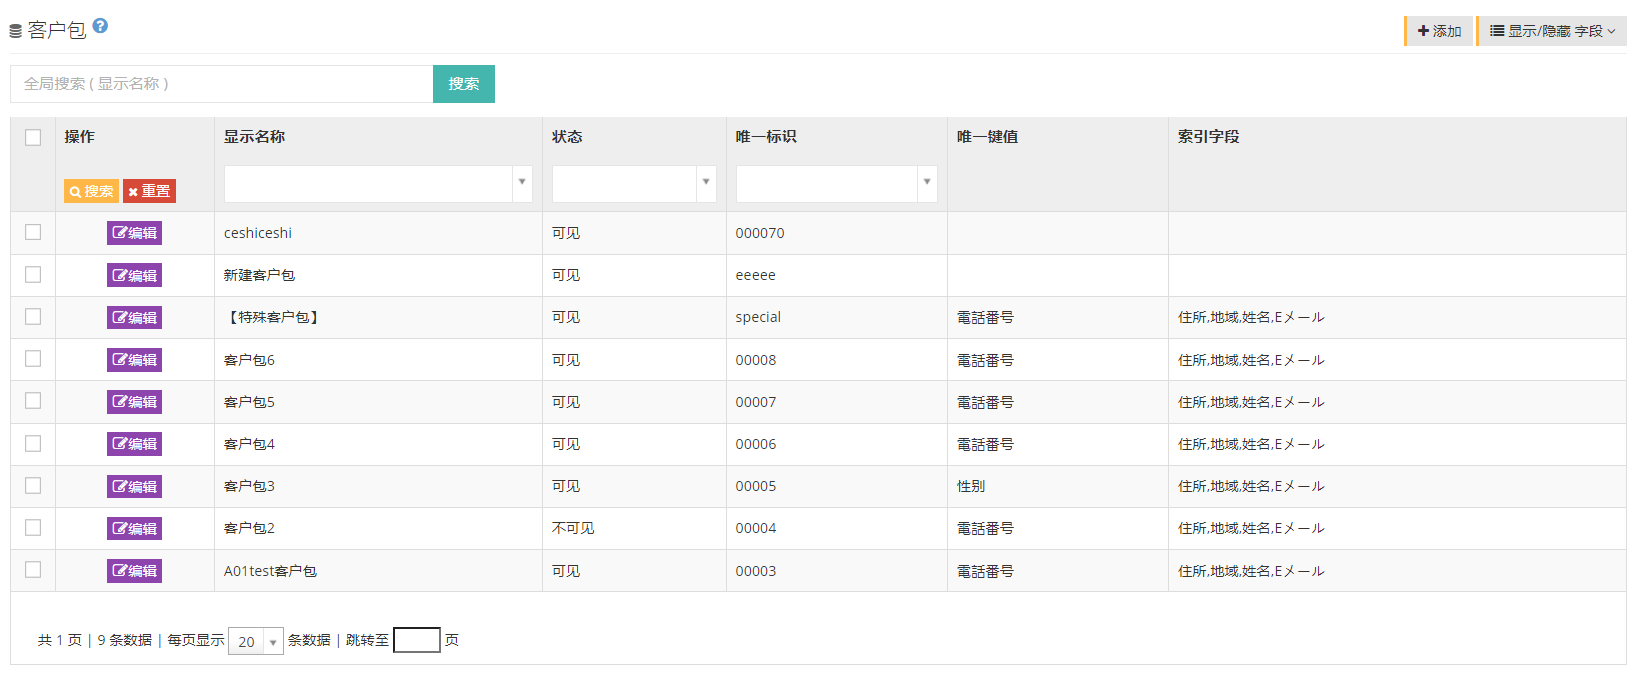 客户包
添加 显示/隐藏 字段
全局搜索 ( 显示名称 ) 搜索
操作 显示名称 状态 唯一标识 唯一键值 索引字段
搜索 重置
编辑 ceshiceshi 可见 000070
编辑 新建客户包 可见 eeeee
编辑 【特殊客户包】 可见 special 電話番号 住所,地域,姓名,Eメール
编辑 客户包6 可见 00008 電話番号 住所,地域,姓名,Eメール
编辑 客户包5 可见 00007 電話番号 住所,地域,姓名,Eメール
编辑 客户包4 可见 00006 電話番号 住所,地域,姓名,Eメール
编辑 客户包3 可见 00005 性别 住所,地域,姓名,Eメール
编辑 客户包2 不可见 00004 電話番号 住所,地域,姓名,Eメール
编辑 A01test客户包 可见 00003 電話番号 住所,地域,姓名,Eメール
共 1 页 | 9 条数据 | 每页显示 20 条数据 | 跳转至 页